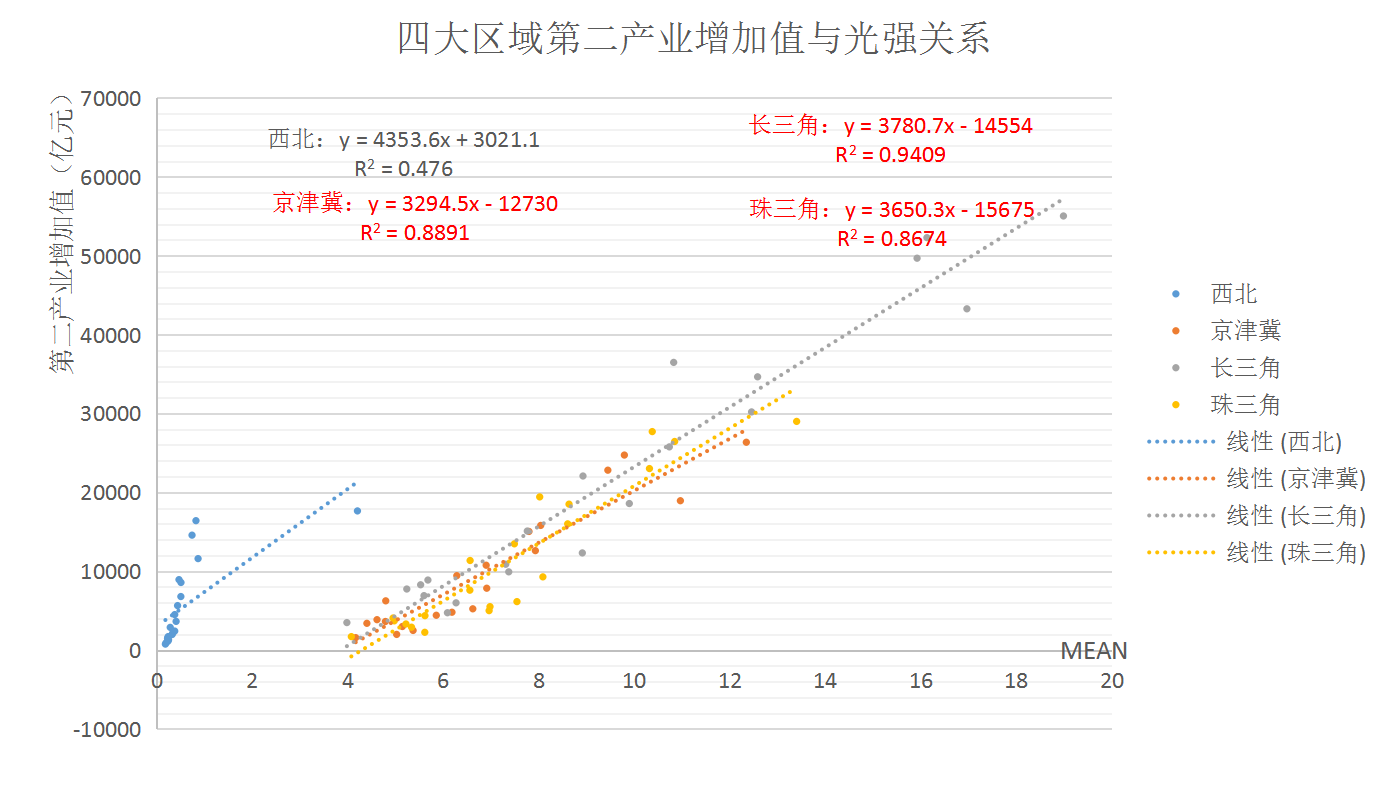 四大区域第二产业增加值与光强关系
第二产业增加值（亿元）
70000
60000
50000
40000
30000
20000
10000
0
-10000
西北：y = 4353.6x + 3021.1
R² = 0.476
京津冀：y = 3294.5x - 12730
R² = 0.8891
长三角：y = 3780.7x - 14554
R² = 0.9409
珠三角：y = 3650.3x - 15675
R² = 0.8674
MEAN
0 2 4 6 8 10 12 14 16 18 20
西北
京津冀
长三角
珠三角
线性 (西北)
线性 (京津冀)
线性 (长三角)
线性 (珠三角)